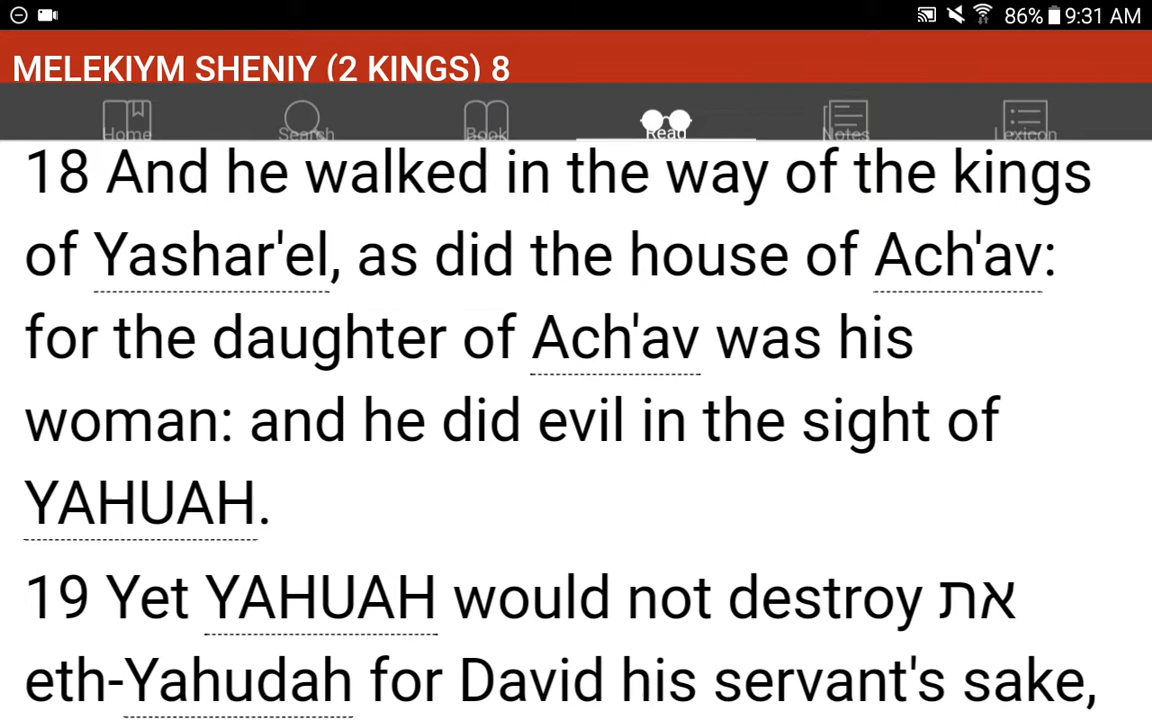 86% 9:31 AM
MELEKIYM SHENIY (2 KINGS) 8
Home Search Book Read Notes Lexicon
18 And he walked in the way of the kings
of Yashar'el, as did the house of Ach'av:
for the daughter of Ach'av was his
woman: and he did evil in the sight of
YAHUAH.
19 Yet YAHUAH would not destroy את
eth-Yahudah for David his servant's sake,